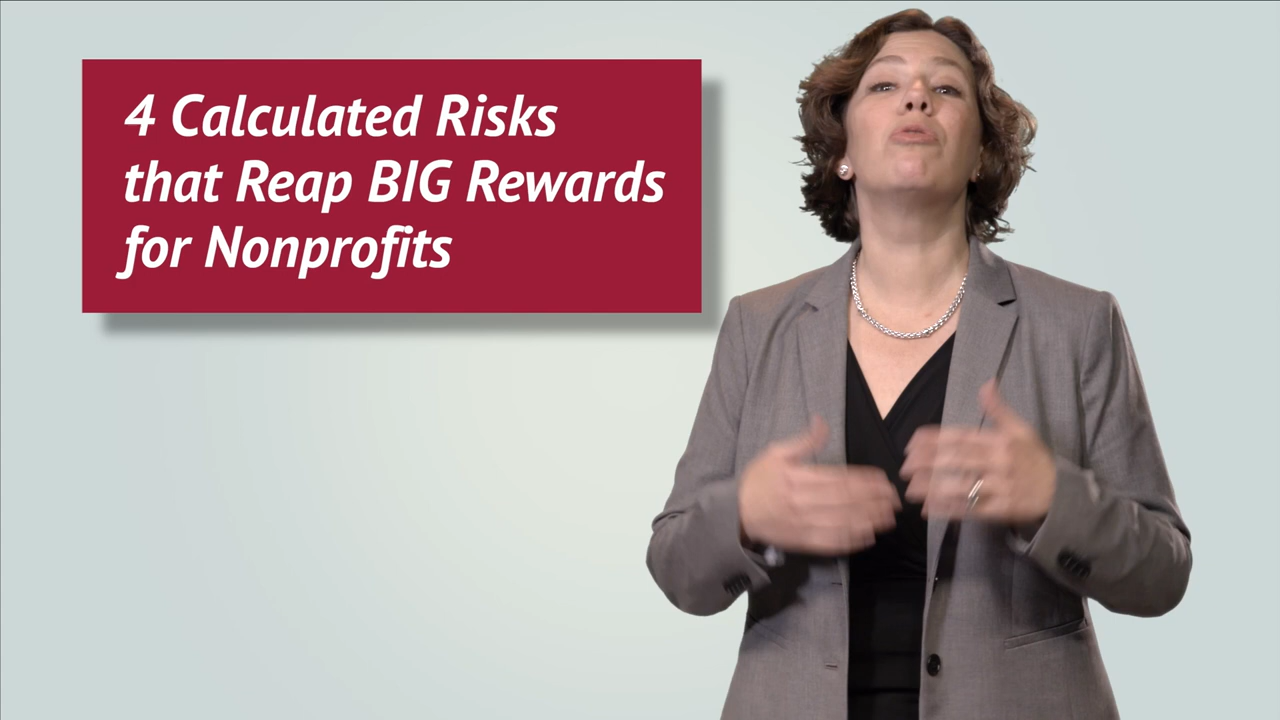 4 Calculated Risks
that Reap BIG Rewards
for Nonprofits